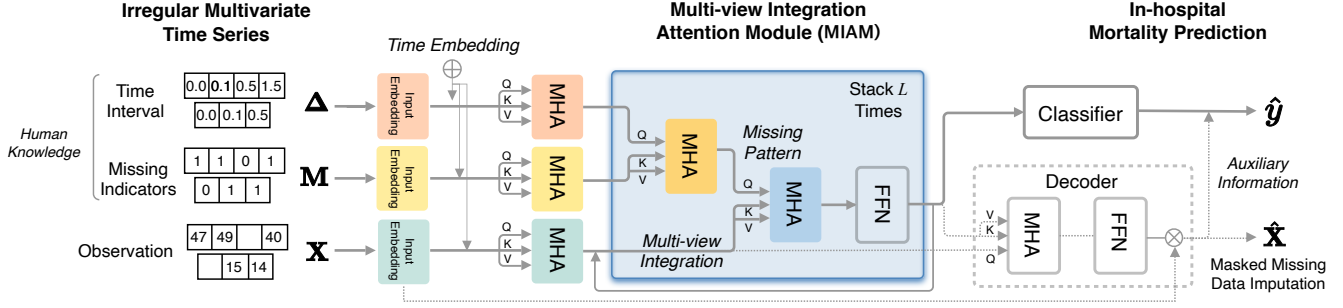 Irregular Multivariate
Time Series
Multi-view Integration
Attention Module (MIAM)
In-hospital
Mortality Prediction
Human
Knowledge
Time
Interval
0.0 0.1 0.5 1.5
0.0 0.1 0.5
Δ
Missing
Indicators
1 1 0 1
0 1 1
M
Observation
47 49 40
15 14
X
Time Embedding
Input
Embedding
Q
K
V
MHA
Input
Embedding
Q
K
V
MHA
Input
Embedding
Q
K
V
MHA
Stack L
Times
Q
K
V
MHA
Missing
Pattern
Q
K
V
MHA
FFN
Multi-view
Integration
Classifier
ŷ
Auxiliary
Information
Decoder
V
K
Q
MHA
FFN
X̂
Masked Missing
Data Imputation